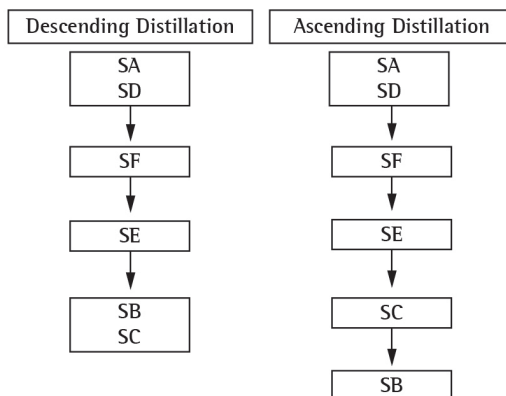 Descending Distillation
SA
SD
SF
SE
SB
SC
Ascending Distillation
SA
SD
SF
SE
SC
SB